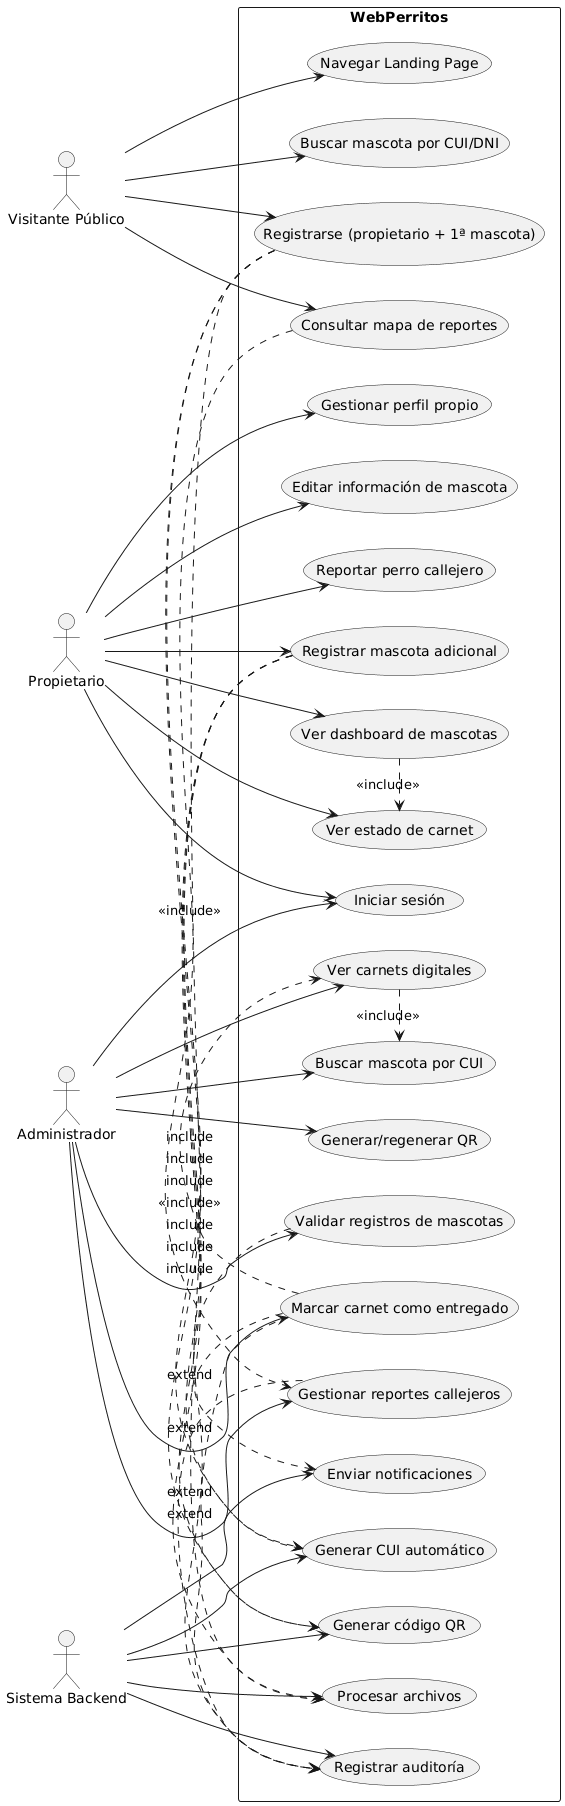 WebPerritos
Navegar Landing Page
Buscar mascota por CUI/DNI
Visitante Público
Registrarse (propietario + 1ª mascota)
Consultar mapa de reportes
Gestionar perfil propio
Editar información de mascota
Reportar perro callejero
Registrar mascota adicional
Propietario
Ver dashboard de mascotas
«include»
Ver estado de carnet
Iniciar sesión
«include»
Ver carnets digitales
«include»
Buscar mascota por CUI
Administrador
Generar/regenerar QR
include
include
include
«include»
Validar registros de mascotas
include
include
include
Marcar carnet como entregado
extend
Gestionar reportes callejeros
extend
Enviar notificaciones
extend
extend
Generar CUI automático
Generar código QR
Sistema Backend
Procesar archivos
Registrar auditoría